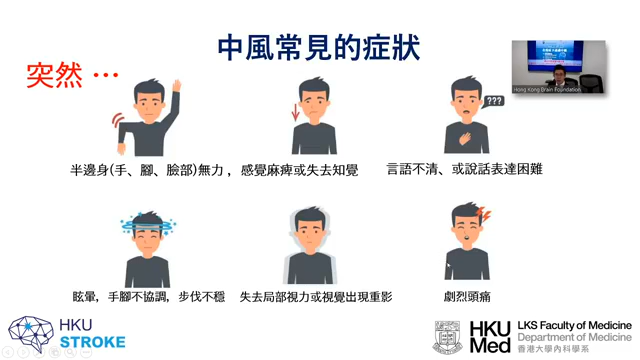 中風常見的症狀
突然 …
Hong Kong Brain Foundation
???
半邊身(手、腳、臉部)無力 ，感覺麻痺或失去知覺
言語不清、或說話表達困難
眩暈，手腳不協調，步伐不穩
失去局部視力或視覺出現重影
劇烈頭痛
HKU
STROKE
HKU
Med
LKS Faculty of Medicine
Department of Medicine
香港大學內科學系